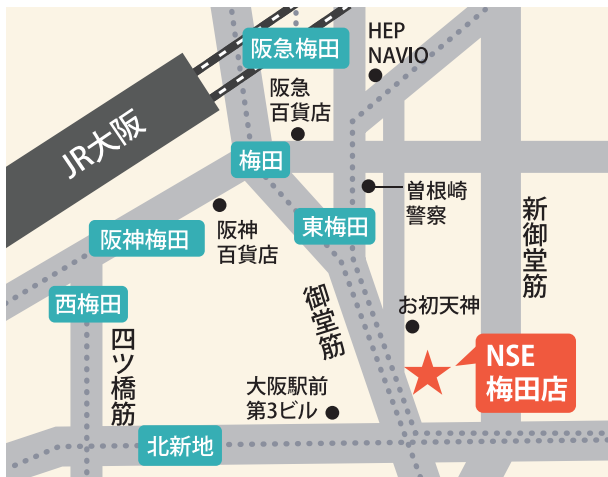 HEP
NAVIO
阪急梅田
阪急
百貨店
JR大阪
梅田
曽根崎
警察
阪神
百貨店
東梅田
阪神梅田
新御堂筋
西梅田
御堂筋
お初天神
四ツ橋筋
NSE
梅田店
大阪駅前
第3ビル
北新地